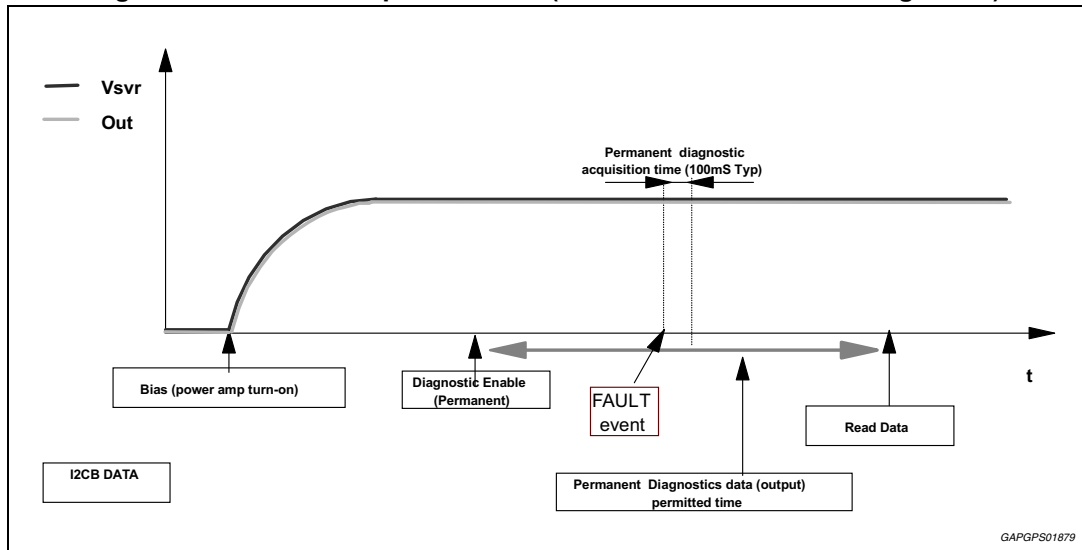 Vsvr
Out
Permanent diagnostic
acquisition time (100mS Typ)
t
Bias (power amp turn-on)
Diagnostic Enable
(Permanent)
FAULT
event
Read Data
I2CB DATA
Permanent Diagnostics data (output)
permitted time
GAPGPS01879